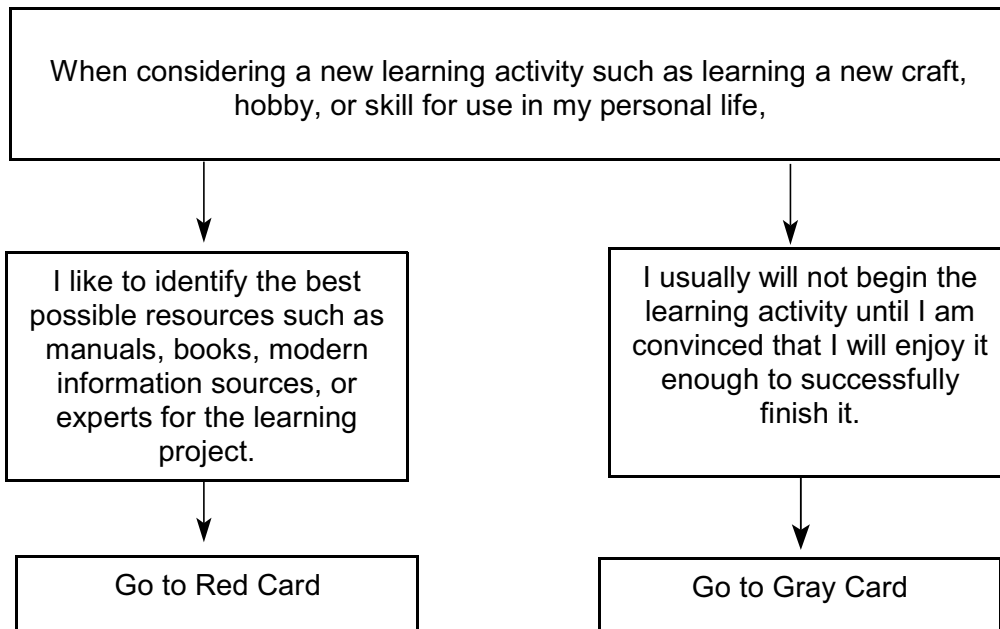 When considering a new learning activity such as learning a new craft,
hobby, or skill for use in my personal life,
I like to identify the best
possible resources such as
manuals, books, modern
information sources, or
experts for the learning
project.
I usually will not begin the
learning activity until I am
convinced that I will enjoy it
enough to successfully
finish it.
Go to Red Card
Go to Gray Card